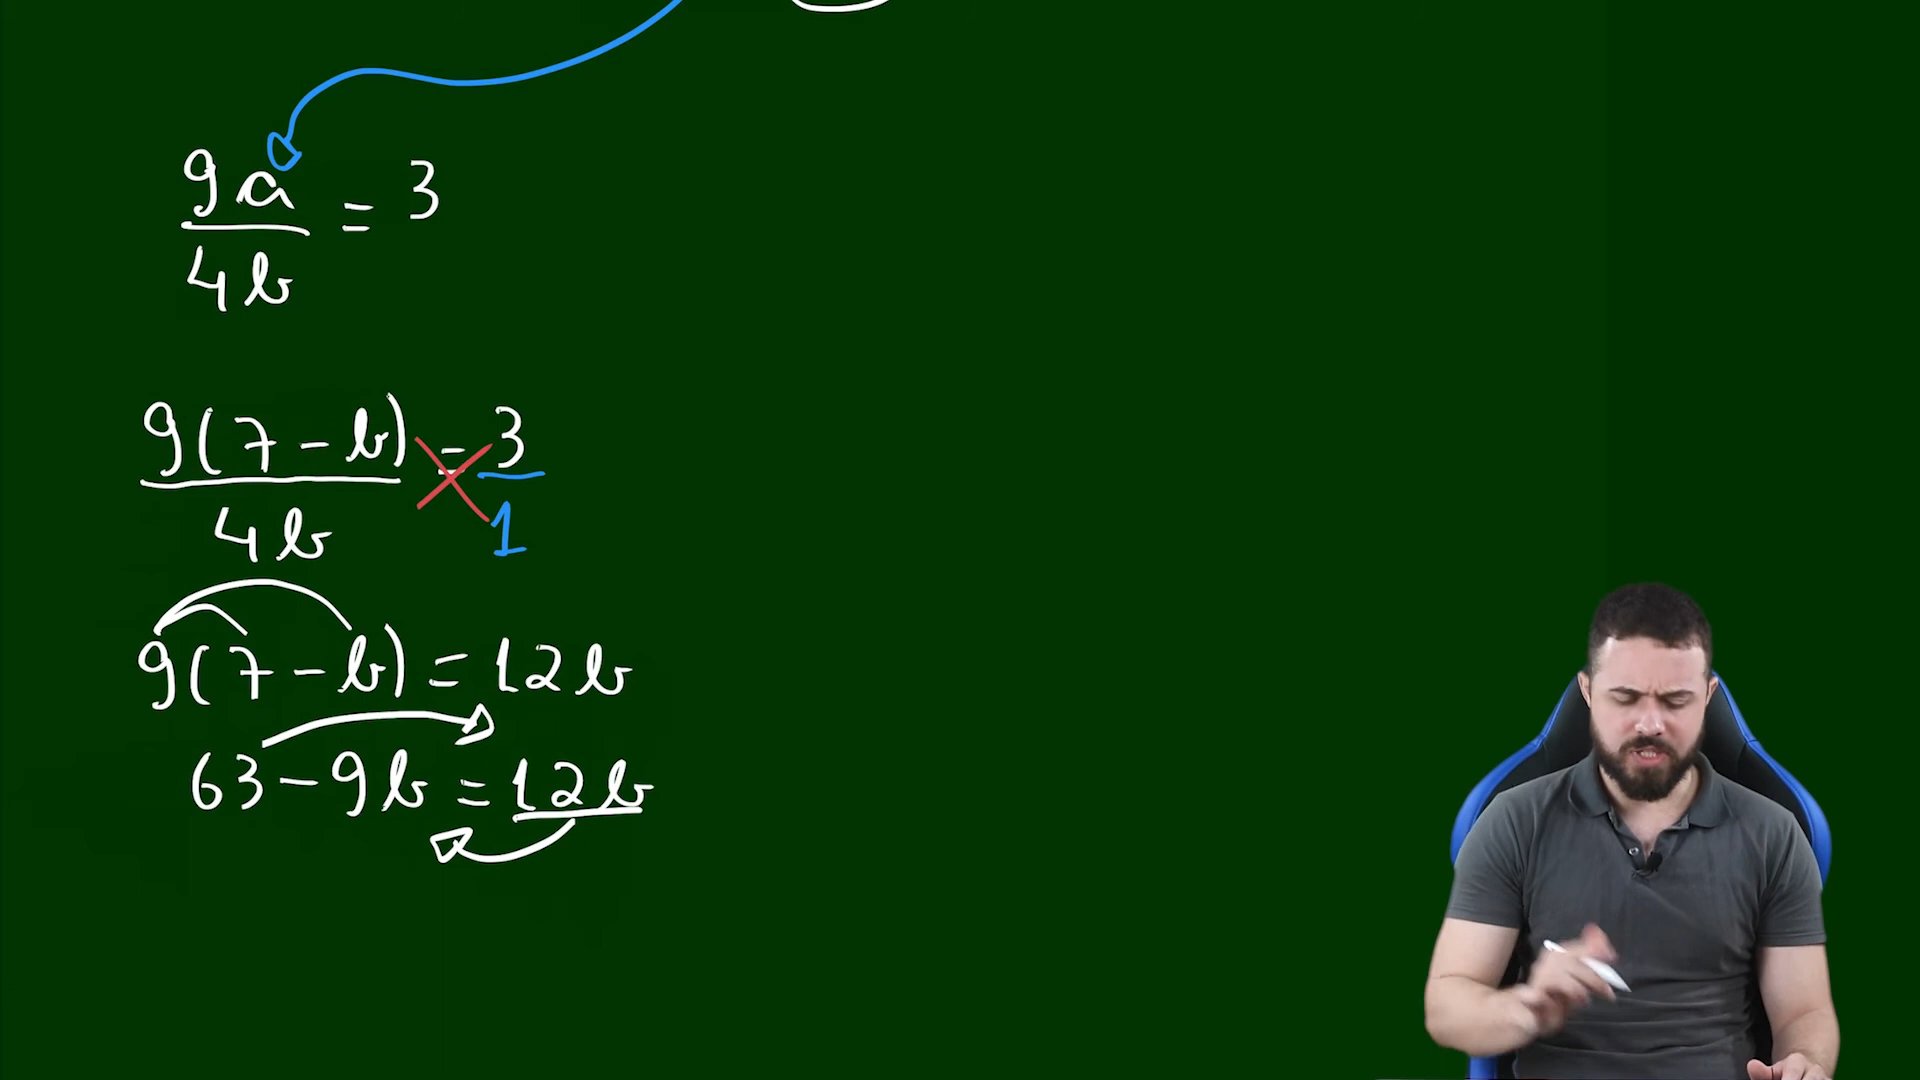 9a/4b = 3
9(7-b)/4b = 3/1
9(7-b) = 12b
63-9b = 12b